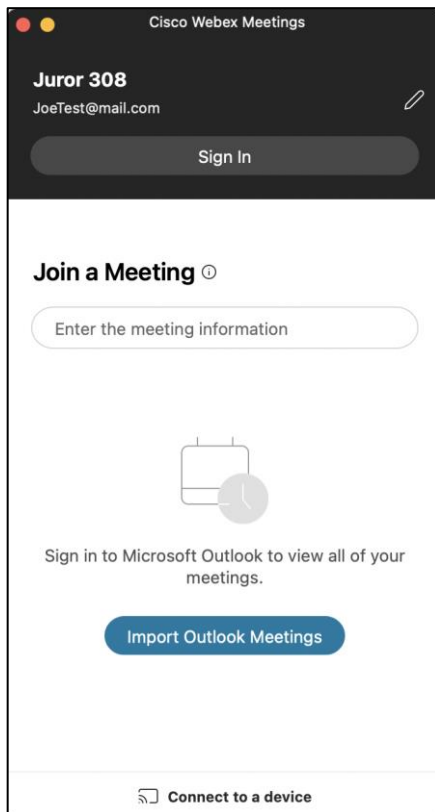 Cisco Webex Meetings
Juror 308
JoeTest@mail.com
Sign In
Join a Meeting
Enter the meeting information
Sign in to Microsoft Outlook to view all of your
meetings.
Import Outlook Meetings
Connect to a device